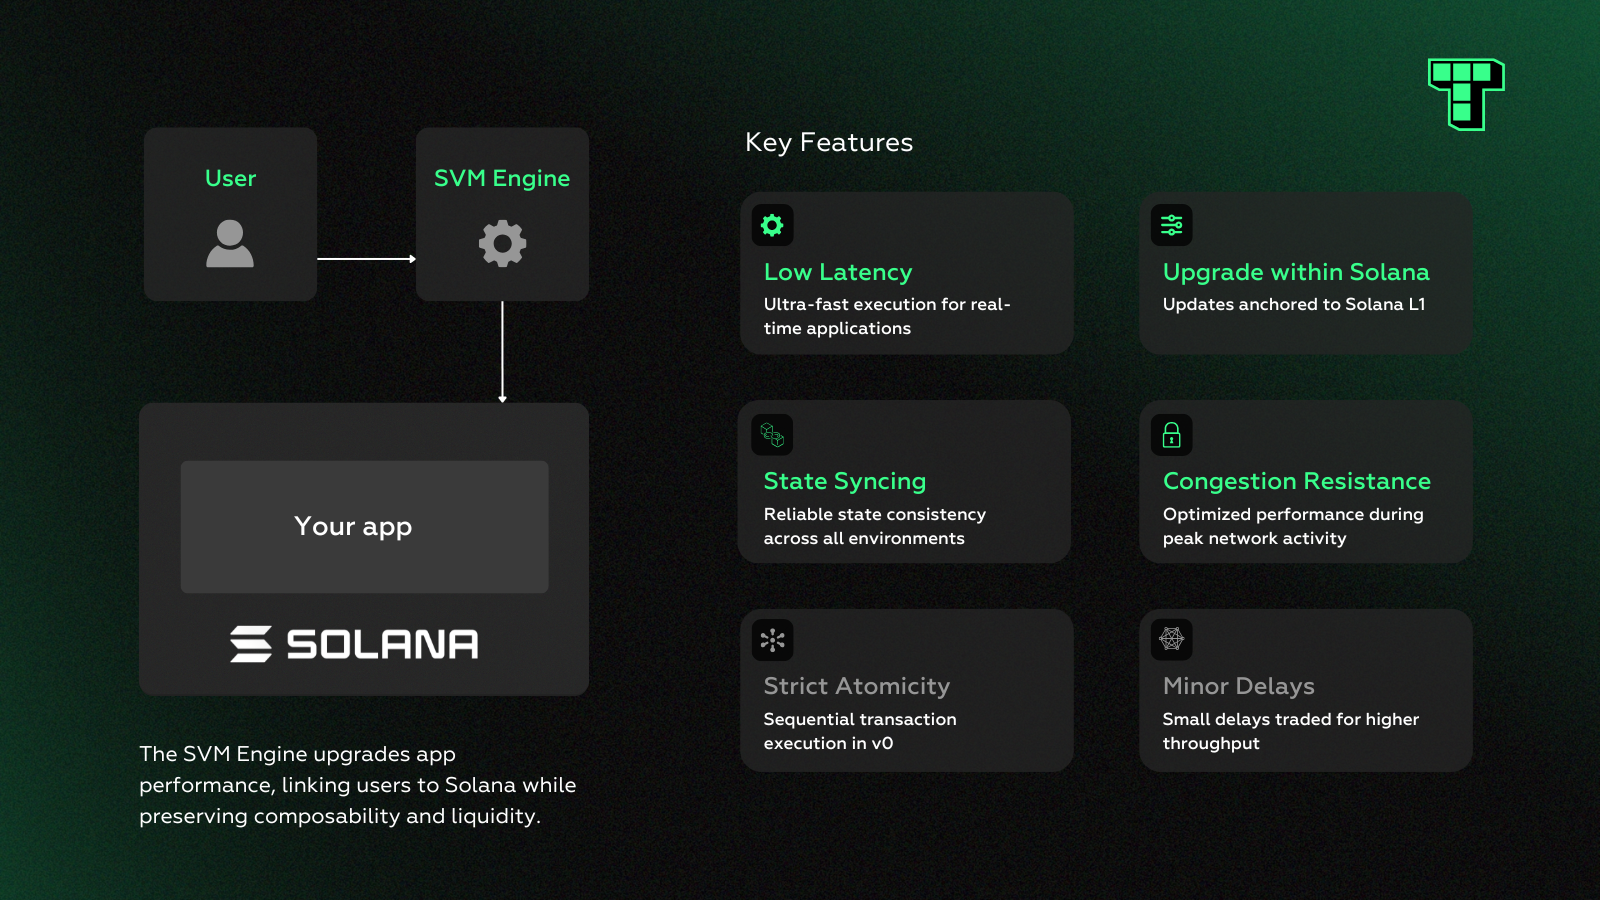 User
SVM Engine
Your app
SOLANA
The SVM Engine upgrades app
performance, linking users to Solana while
preserving composability and liquidity.
Key Features
Low Latency
Ultra-fast execution for real-
time applications
Upgrade within Solana
Updates anchored to Solana L1
State Syncing
Reliable state consistency
across all environments
Congestion Resistance
Optimized performance during
peak network activity
Strict Atomicity
Sequential transaction
execution in v0
Minor Delays
Small delays traded for higher
throughput